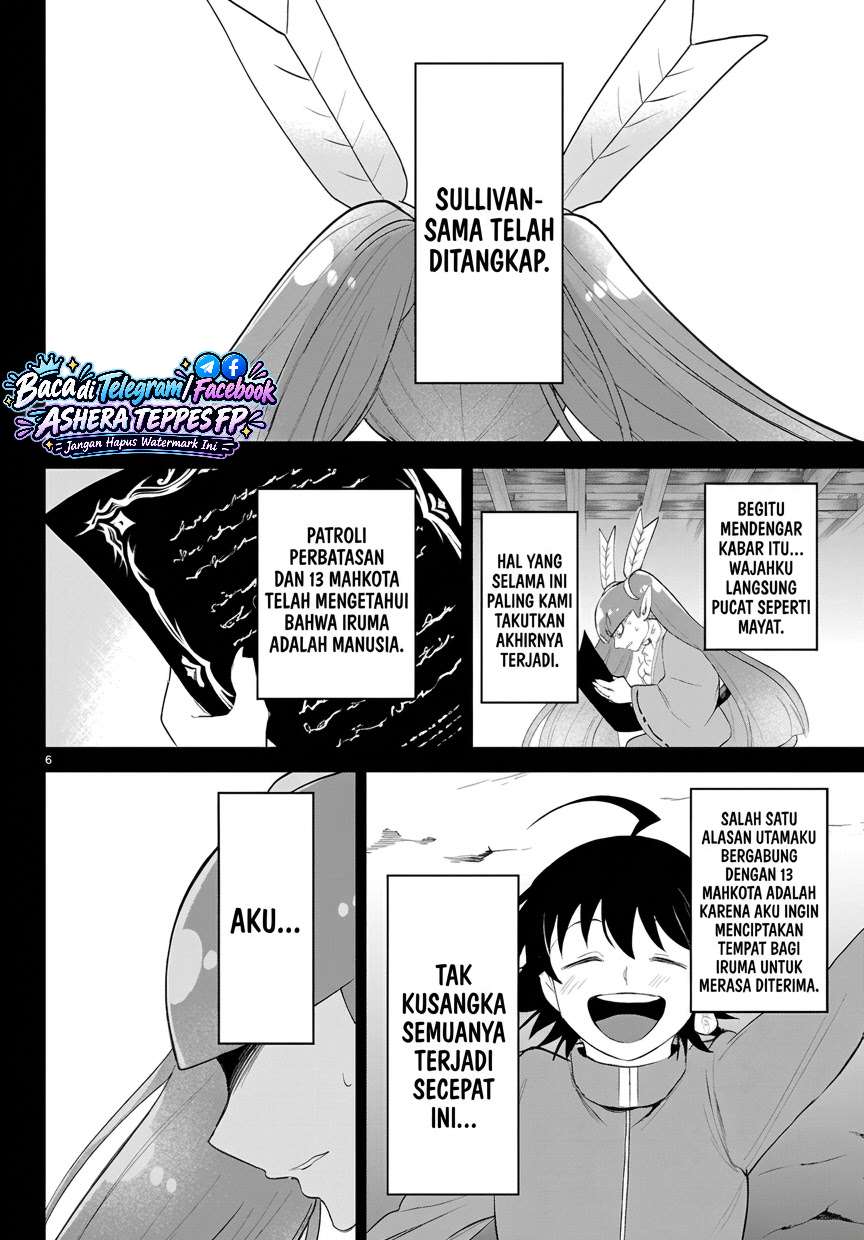 SULLIVAN-
SAMA TELAH
DITANGKAP.
Baca di Telegram/Facebook
ASHERA TEPPES FP
Jangan Hapus Watermark Ini
BEGITU
MENDENGAR
KABAR ITU...
WAJAHKU
LANGSUNG
PUCAT SEPERTI
MAYAT.
HAL YANG
SELAMA INI
PALING KAMI
TAKUTKAN
AKHIRNYA
TERJADI.
PATROLI
PERBATASAN
DAN 13 MAHKOTA
TELAH MENGETAHUI
BAHWA IRUMA
ADALAH MANUSIA.
6
SALAH SATU
ALASAN UTAMAKU
BERGABUNG
DENGAN 13
MAHKOTA ADALAH
KARENA AKU INGIN
MENCIPTAKAN
TEMPAT BAGI
IRUMA UNTUK
MERASA DITERIMA.
TAK
KUSANGKA
SEMUANYA
TERJADI
SECEPAT
INI...
AKU...